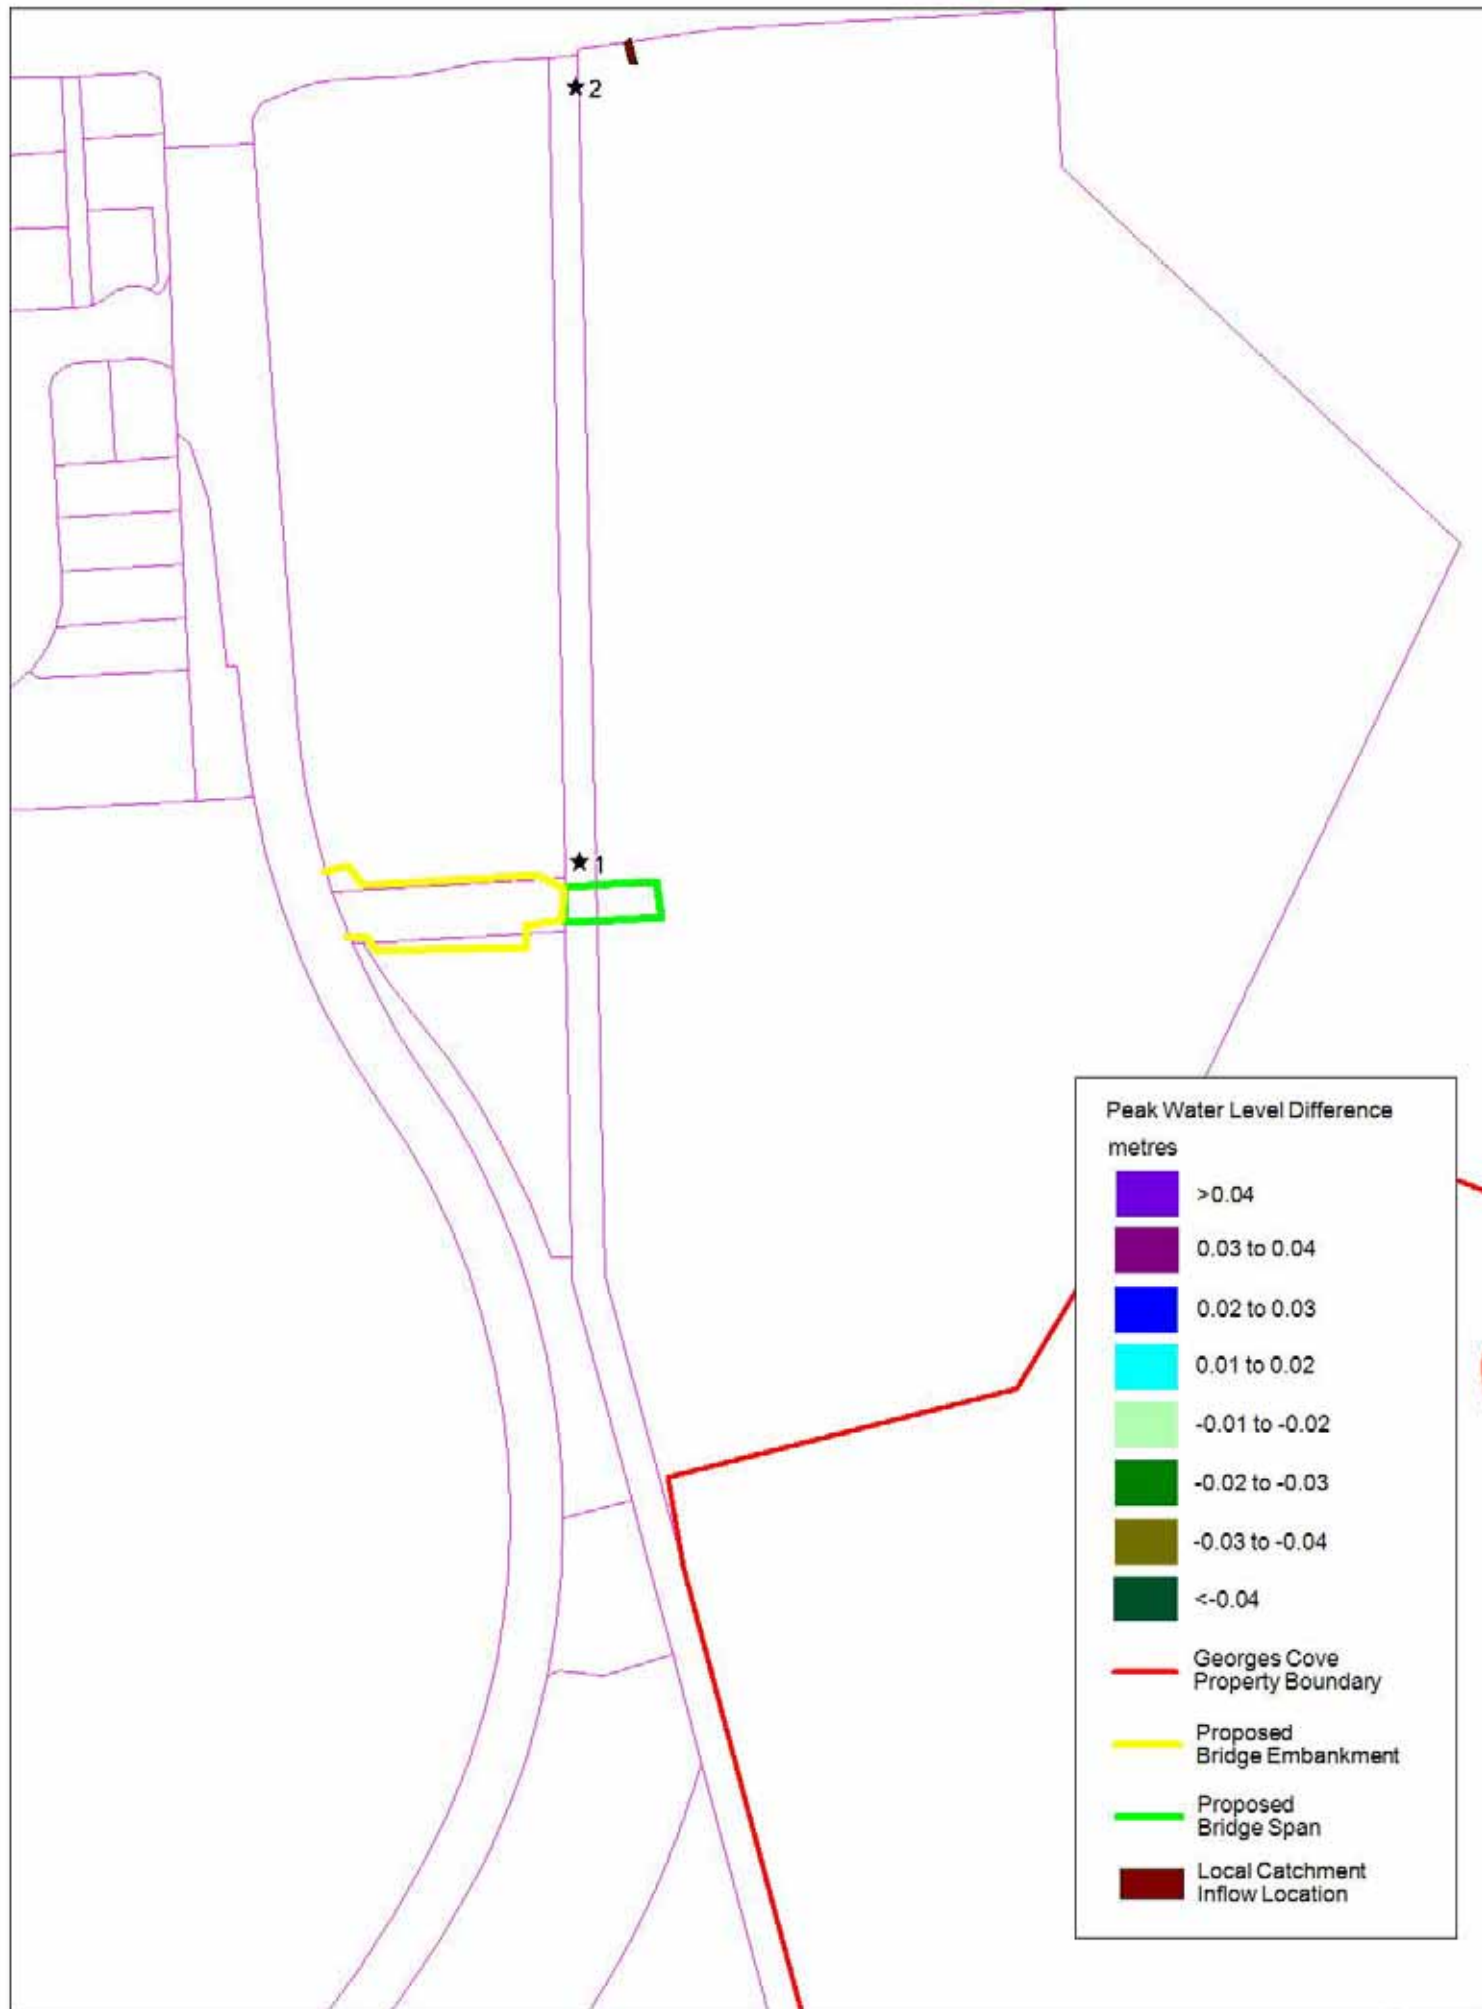 2
1
Peak Water Level Difference
metres
>0.04
0.03 to 0.04
0.02 to 0.03
0.01 to 0.02
-0.01 to -0.02
-0.02 to -0.03
-0.03 to -0.04
<-0.04
Georges Cove
Property Boundary
Proposed
Bridge Embankment
Proposed
Bridge Span
Local Catchment
Inflow Location